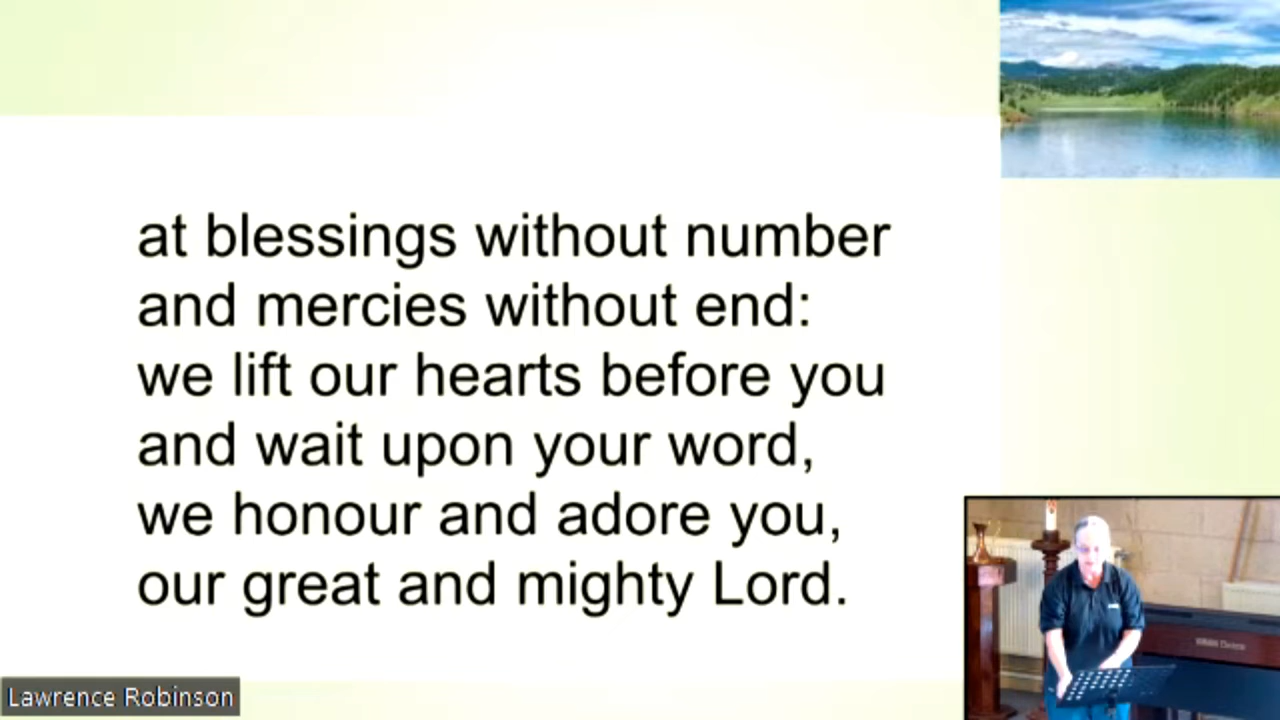 at blessings without number
and mercies without end:
we lift our hearts before you
and wait upon your word,
we honour and adore you,
our great and mighty Lord.
Lawrence Robinson
YAMAHA